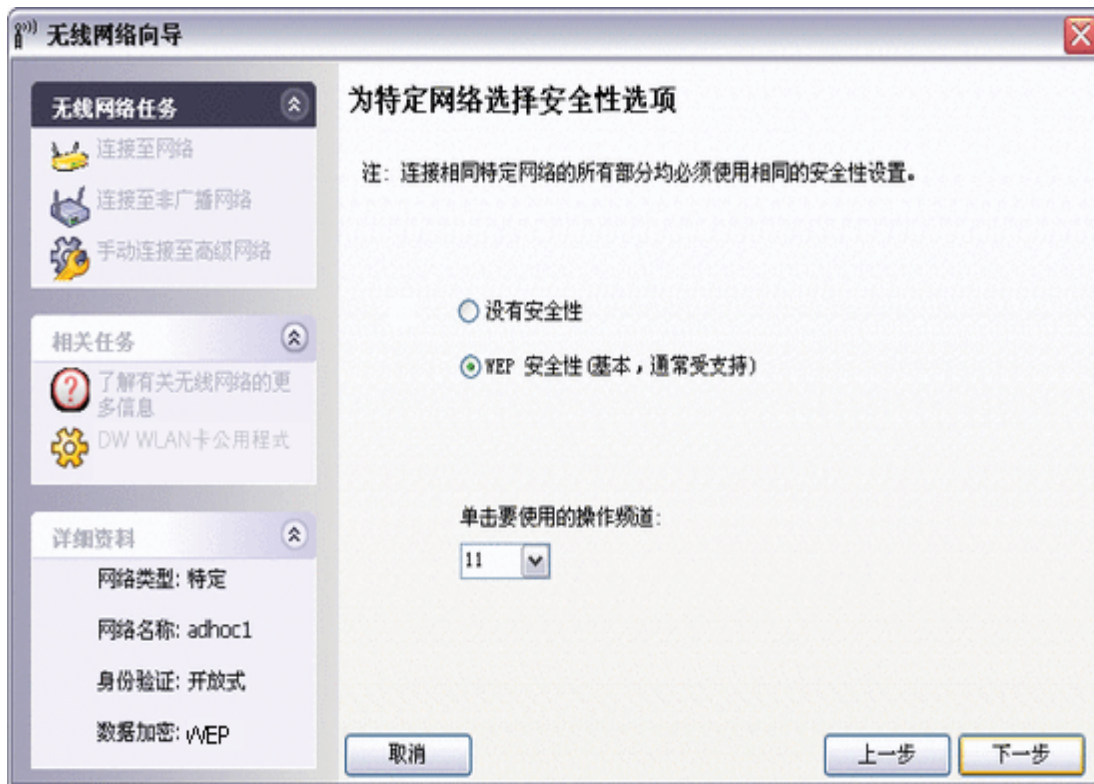 无线网络向导
无线网络任务
连接至网络
连接至非广播网络
手动连接至高级网络
相关任务
了解有关无线网络的更
多信息
DW WLAN卡公用程式
详细资料
网络类型: 特定
网络名称: adhoc1
身份验证: 开放式
数据加密: WEP
为特定网络选择安全性选项
注: 连接相同特定网络的所有部分均必须使用相同的安全性设置。
没有安全性
WEP 安全性(基本，通常受支持)
单击要使用的操作频道:
11
取消
上一步
下一步